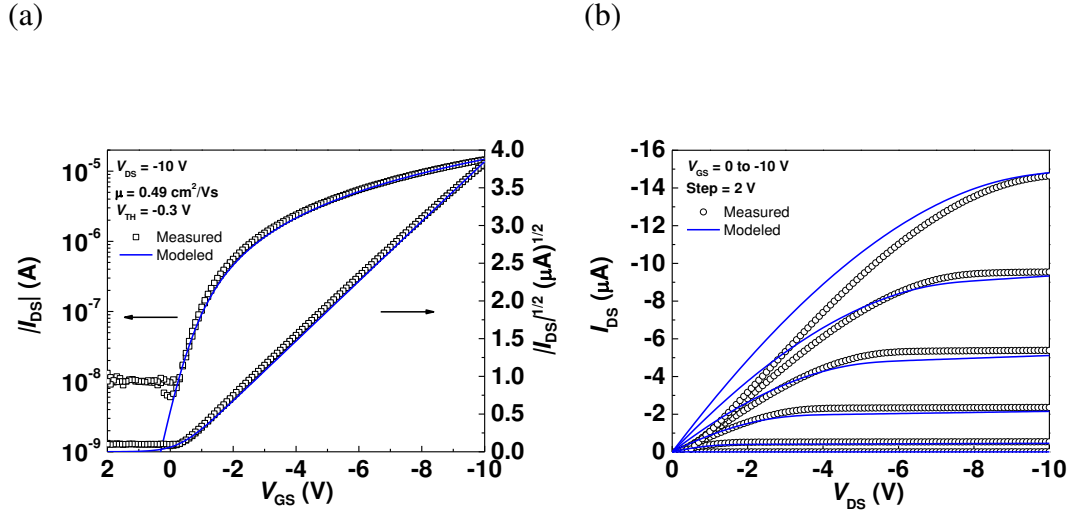 (a)
(b)
V_DS = -10 V
μ = 0.49 cm²/Vs
V_TH = -0.3 V
Measured
Modeled
10⁻⁵
10⁻⁶
10⁻⁷
10⁻⁸
10⁻⁹
|I_DS| (A)
2 0 -2 -4 -6 -8 -10
V_GS (V)
4.0
3.5
3.0
2.5
2.0
1.5
1.0
0.5
0.0
|I_DS|^1/2 (μA)^1/2
V_GS = 0 to -10 V
Step = 2 V
Measured
Modeled
-16
-14
-12
-10
-8
-6
-4
-2
0
I_DS (μA)
0 -2 -4 -6 -8 -10
V_DS (V)